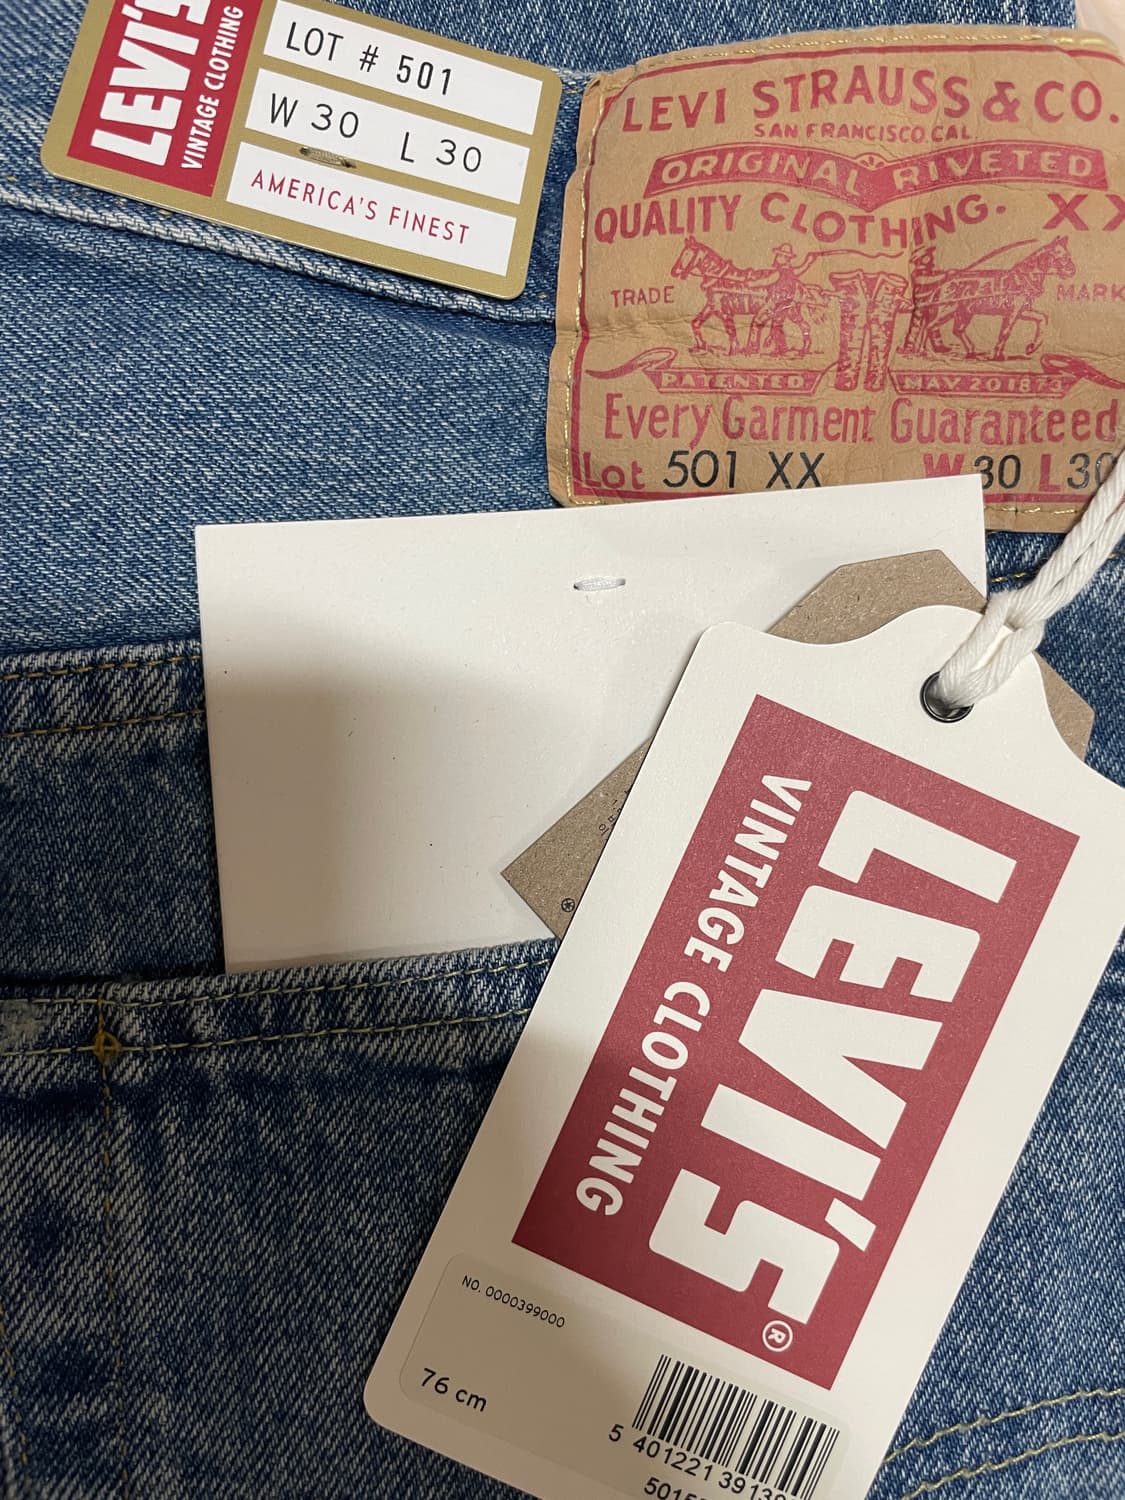 LEVI'S
VINTAGE CLOTHING
LOT # 501
W 30 L 30
AMERICA'S FINEST
LEVI STRAUSS & CO.
SAN FRANCISCO.CAL.
ORIGINAL RIVETED
QUALITY CLOTHING. XX
TRADE MARK
PATENTED MAY 20 1873
Every Garment Guaranteed
Lot 501 XX W 30 L 30
LEVI'S®
VINTAGE CLOTHING
NO. 0000399000
76 cm
5 401221 3913